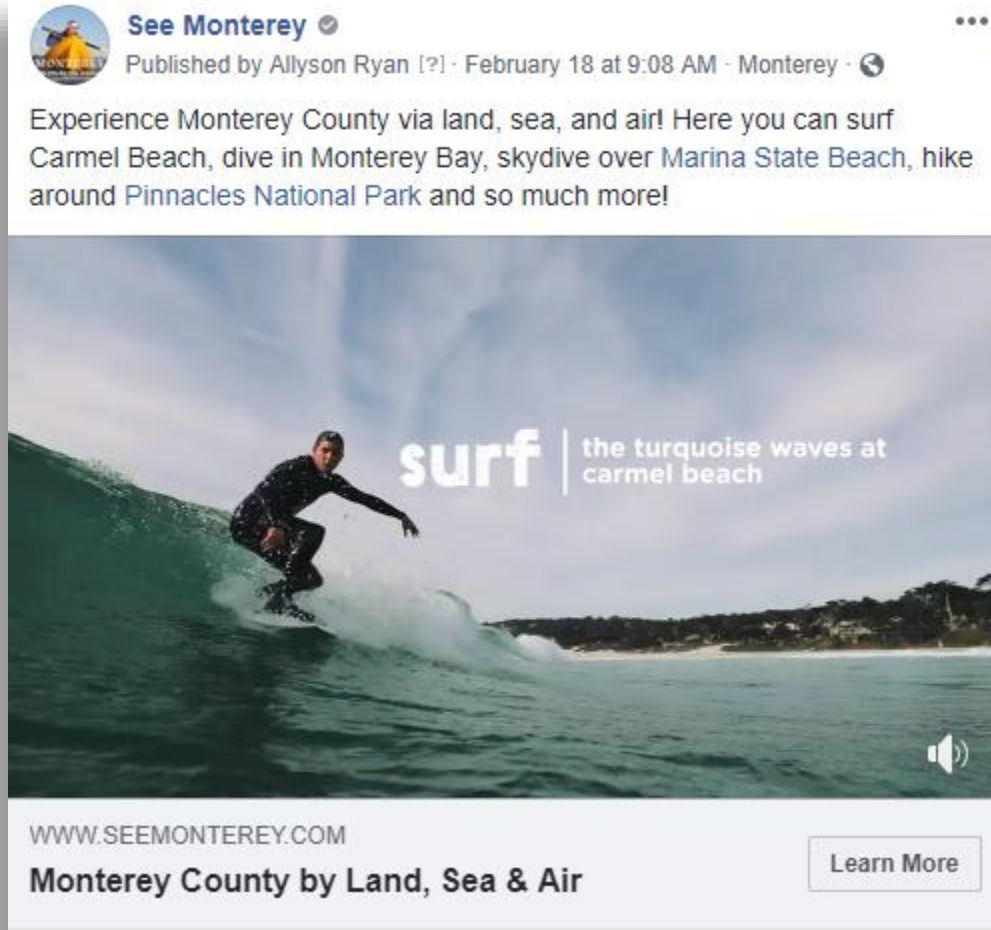 See Monterey
Published by Allyson Ryan [?] · February 18 at 9:08 AM · Monterey ·
Experience Monterey County via land, sea, and air! Here you can surf
Carmel Beach, dive in Monterey Bay, skydive over Marina State Beach, hike
around Pinnacles National Park and so much more!
surf | the turquoise waves at
carmel beach
WWW.SEEMONTEREY.COM
Monterey County by Land, Sea & Air
Learn More
MONTEREY